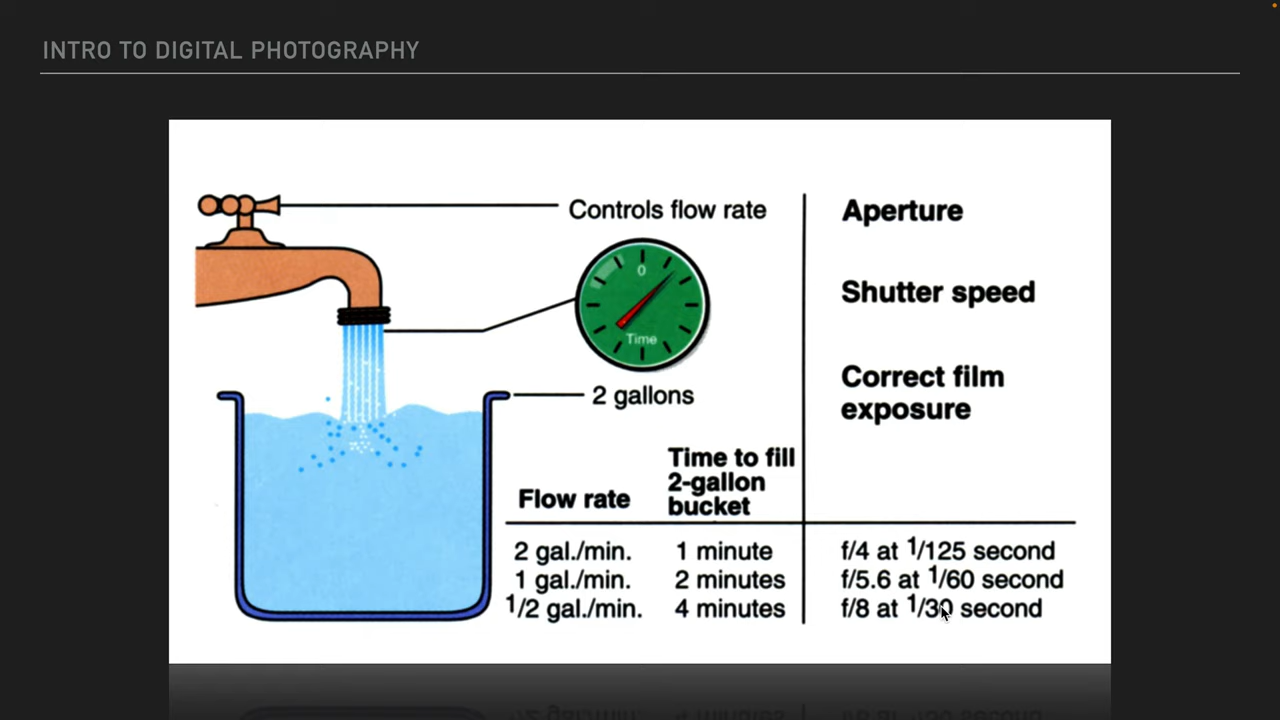 INTRO TO DIGITAL PHOTOGRAPHY
Controls flow rate
Aperture
0
Time
Shutter speed
2 gallons
Correct film
exposure
Flow rate
Time to fill
2-gallon
bucket
2 gal./min. 1 minute f/4 at 1/125 second
1 gal./min. 2 minutes f/5.6 at 1/60 second
1/2 gal./min. 4 minutes f/8 at 1/30 second